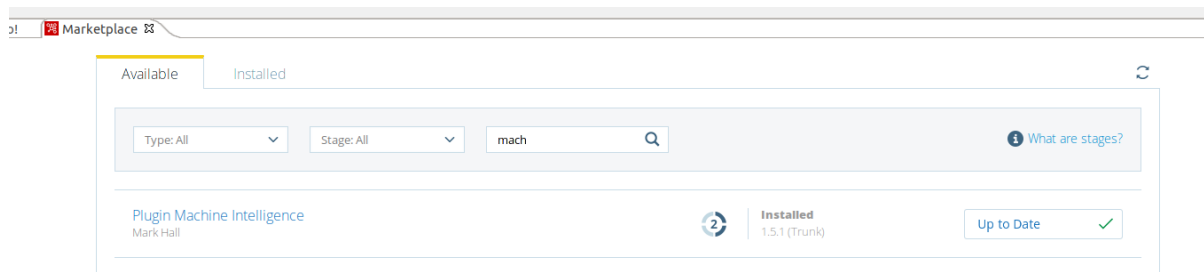 o!
Marketplace
Available
Installed
Type: All
Stage: All
mach
What are stages?
Plugin Machine Intelligence
Mark Hall
2
Installed
1.5.1 (Trunk)
Up to Date